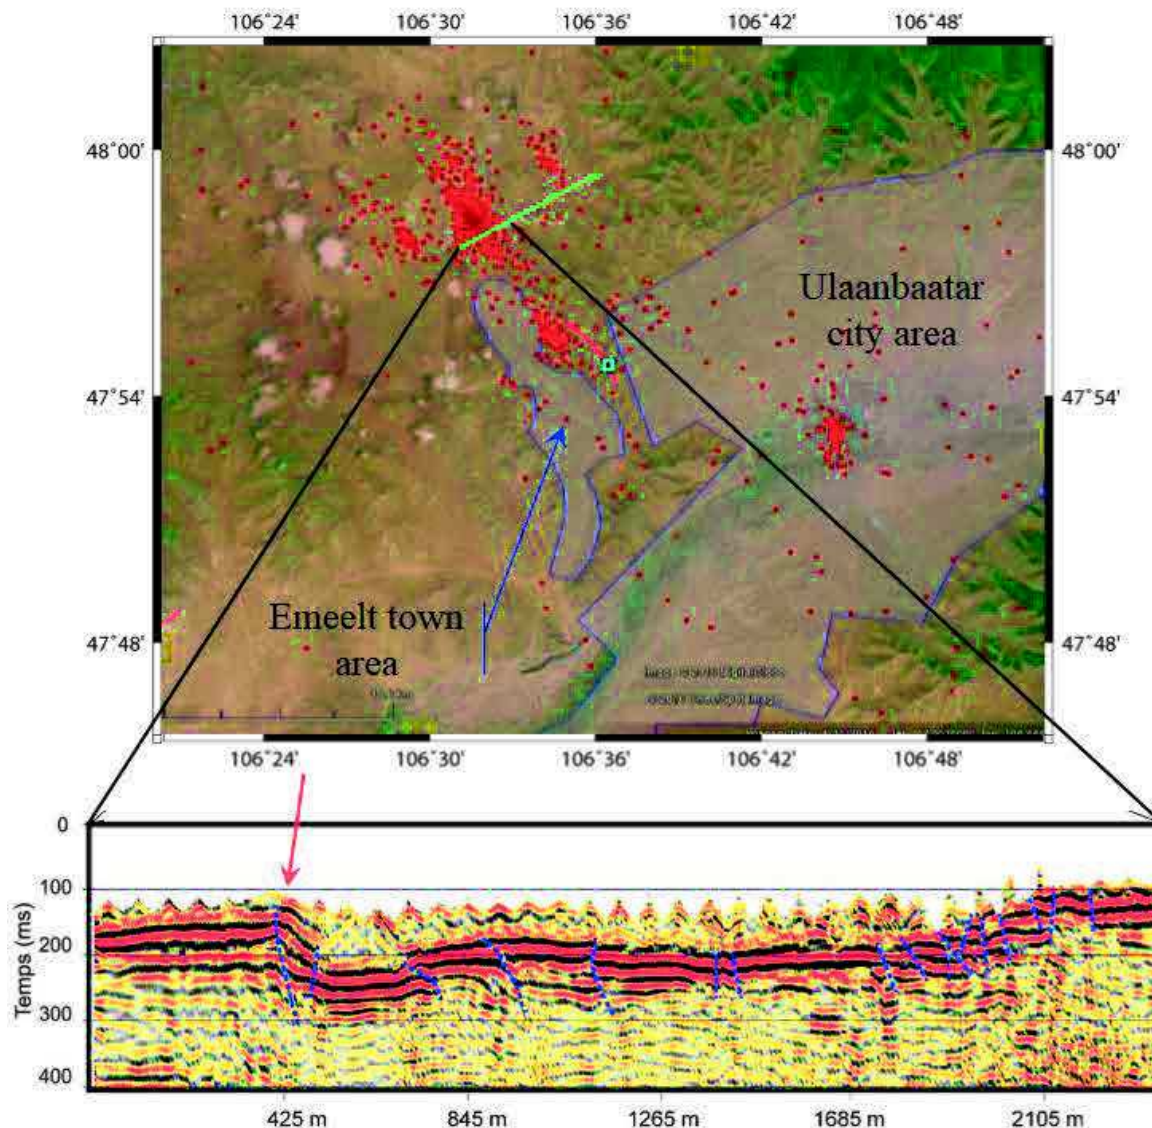 106°24' 106°30' 106°36' 106°42' 106°48'
48°00' 48°00'
Ulaanbaatar
city area
47°54' 47°54'
Emeelt town
area
47°48' 47°48'
106°24' 106°30' 106°36' 106°42' 106°48'
0
100
200
300
400
Temps (ms)
425 m 845 m 1265 m 1685 m 2105 m